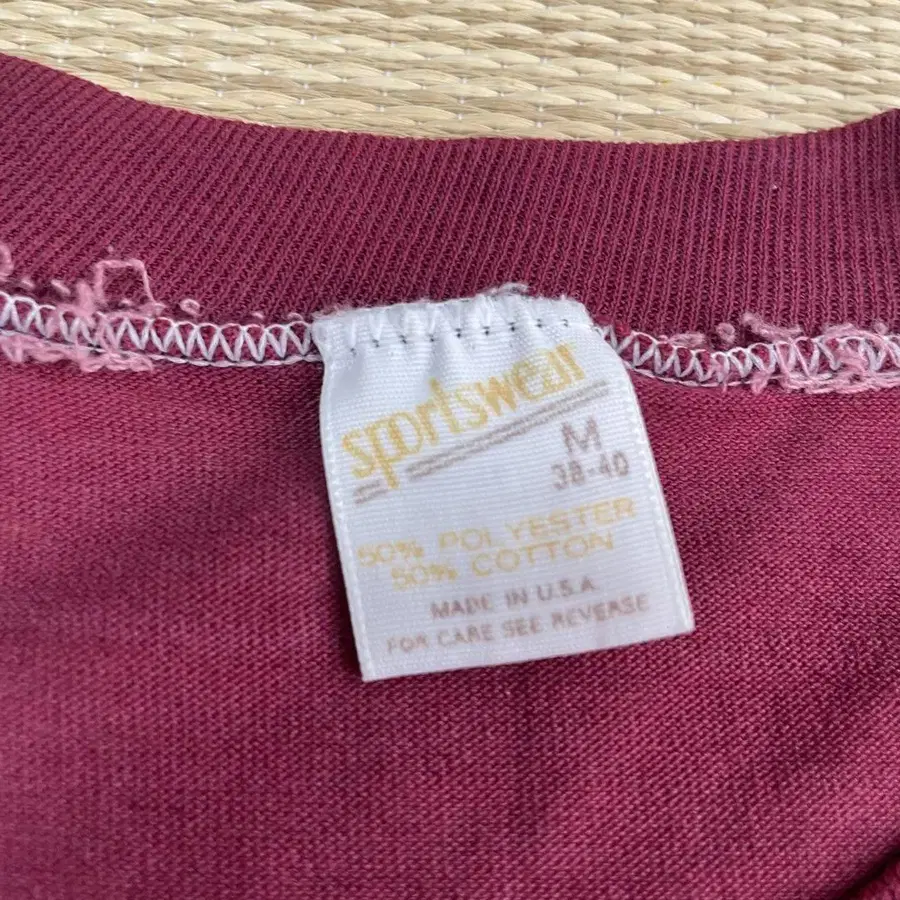 sportswear
M
38-40
50% POLYESTER
50% COTTON
MADE IN U.S.A.
FOR CARE SEE REVERSE